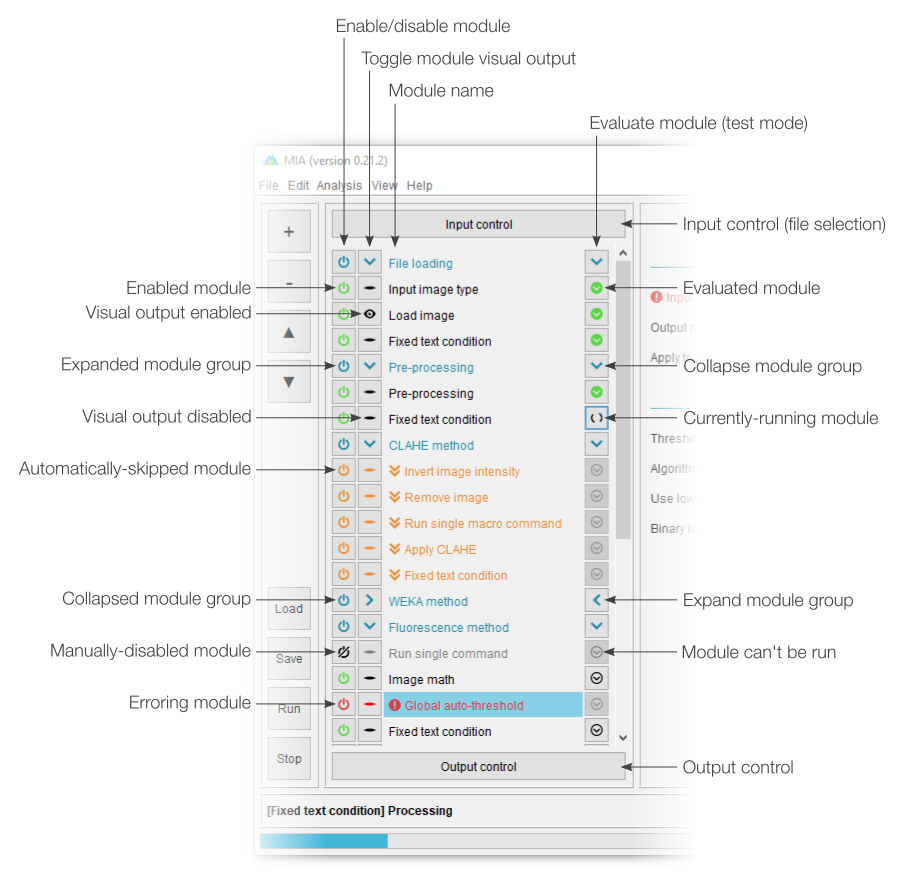 Enable/disable module
Toggle module visual output
Module name
Evaluate module (test mode)
MIA (version 0.21.2)
File Edit Analysis View Help
+
Input control
Input control (file selection)
File loading
Enabled module
-
Input image type
Evaluated module
Input
Visual output enabled
Load image
▲
Output
Fixed text condition
Apply to
Expanded module group
Pre-processing
Collapse module group
▼
Pre-processing
Visual output disabled
Fixed text condition
Currently-running module
CLAHE method
Automatically-skipped module
Invert image intensity
Remove image
Use low
Run single macro command
Apply CLAHE
Fixed text condition
Collapsed module group
WEKA method
Expand module group
Load
Fluorescence method
Manually-disabled module
Run single command
Module can't be run
Save
Image math
Erroring module
Global auto-threshold
Run
Fixed text condition
Stop
Output control
Output control
[Fixed text condition] Processing